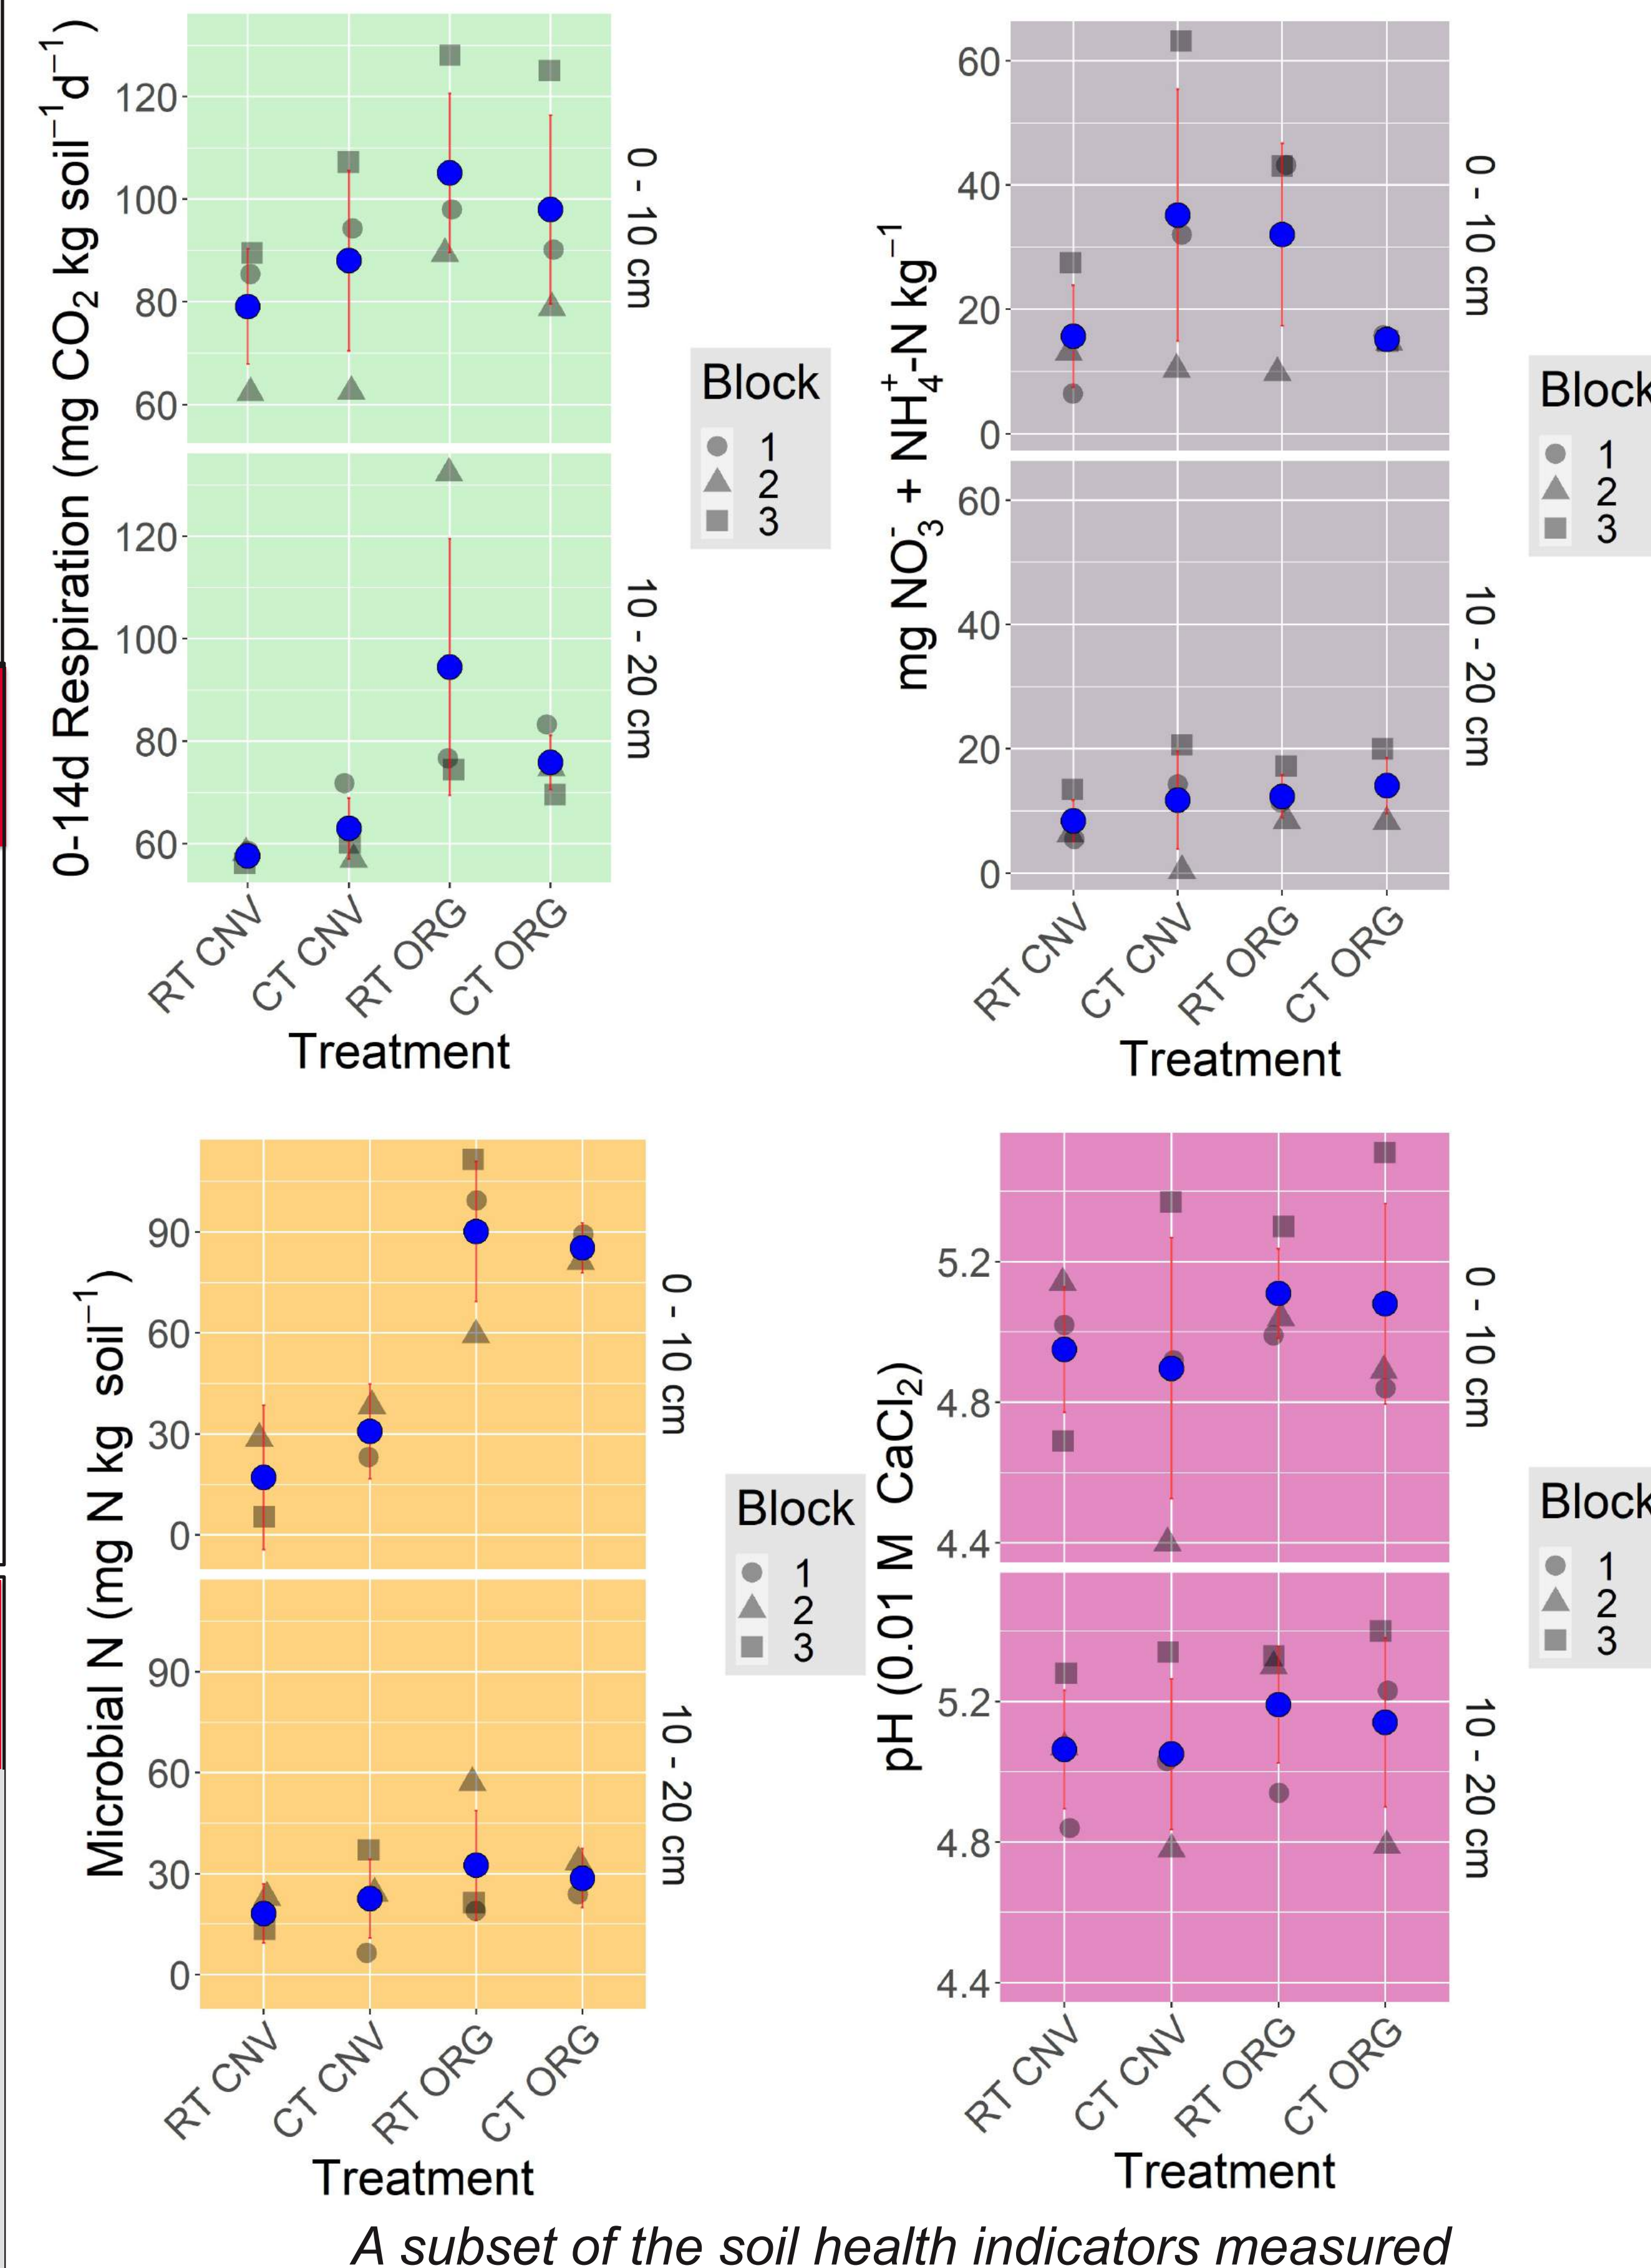 0-14d Respiration (mg CO₂ kg soil⁻¹d⁻¹)
120
100
80
60
0 - 10 cm
120
100
80
60
10 - 20 cm
RT CNV
CT CNV
RT ORG
CT ORG
Treatment
Block
1
2
3
mg NO₃⁻ + NH₄⁺-N kg⁻¹
60
40
20
0
0 - 10 cm
60
40
20
0
10 - 20 cm
RT CNV
CT CNV
RT ORG
CT ORG
Treatment
Block
1
2
3
Microbial N (mg N kg soil⁻¹)
90
60
30
0
0 - 10 cm
90
60
30
0
10 - 20 cm
RT CNV
CT CNV
RT ORG
CT ORG
Treatment
Block
1
2
3
pH (0.01 M CaCl₂)
5.2
4.8
4.4
0 - 10 cm
5.2
4.8
4.4
10 - 20 cm
RT CNV
CT CNV
RT ORG
CT ORG
Treatment
Block
1
2
3
A subset of the soil health indicators measured